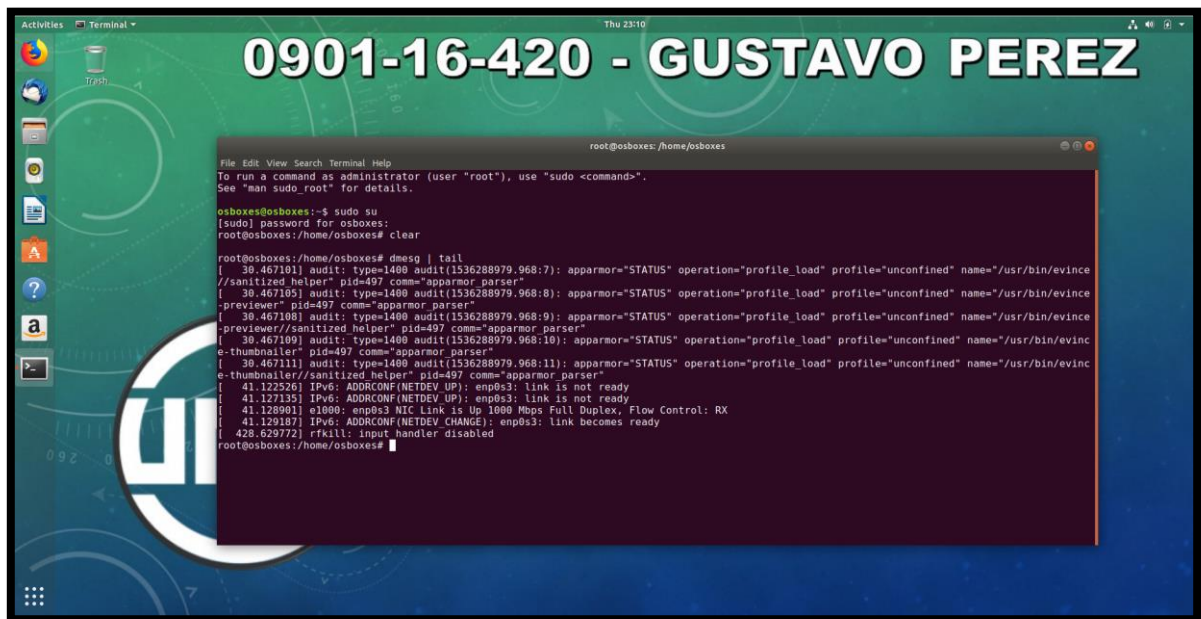 Activities Terminal Thu 23:10
0901-16-420 - GUSTAVO PEREZ
Trash
root@osboxes: /home/osboxes
File Edit View Search Terminal Help
To run a command as administrator (user "root"), use "sudo <command>".
See "man sudo_root" for details.
osboxes@osboxes:~$ sudo su
[sudo] password for osboxes:
root@osboxes:/home/osboxes# clear
root@osboxes:/home/osboxes# dmesg | tail
[   30.467101] audit: type=1400 audit(1536288979.968:7): apparmor="STATUS" operation="profile_load" profile="unconfined" name="/usr/bin/evince
//sanitized_helper" pid=497 comm="apparmor_parser"
[   30.467105] audit: type=1400 audit(1536288979.968:8): apparmor="STATUS" operation="profile_load" profile="unconfined" name="/usr/bin/evince
-previewer" pid=497 comm="apparmor_parser"
[   30.467108] audit: type=1400 audit(1536288979.968:9): apparmor="STATUS" operation="profile_load" profile="unconfined" name="/usr/bin/evince
-previewer//sanitized_helper" pid=497 comm="apparmor_parser"
[   30.467109] audit: type=1400 audit(1536288979.968:10): apparmor="STATUS" operation="profile_load" profile="unconfined" name="/usr/bin/evinc
e-thumbnailer" pid=497 comm="apparmor_parser"
[   30.467111] audit: type=1400 audit(1536288979.968:11): apparmor="STATUS" operation="profile_load" profile="unconfined" name="/usr/bin/evinc
e-thumbnailer//sanitized_helper" pid=497 comm="apparmor_parser"
[   41.122526] IPv6: ADDRCONF(NETDEV_UP): enp0s3: link is not ready
[   41.127135] IPv6: ADDRCONF(NETDEV_UP): enp0s3: link is not ready
[   41.128901] e1000: enp0s3 NIC Link is Up 1000 Mbps Full Duplex, Flow Control: RX
[   41.129187] IPv6: ADDRCONF(NETDEV_CHANGE): enp0s3: link becomes ready
[  428.629772] rfkill: input handler disabled
root@osboxes:/home/osboxes#